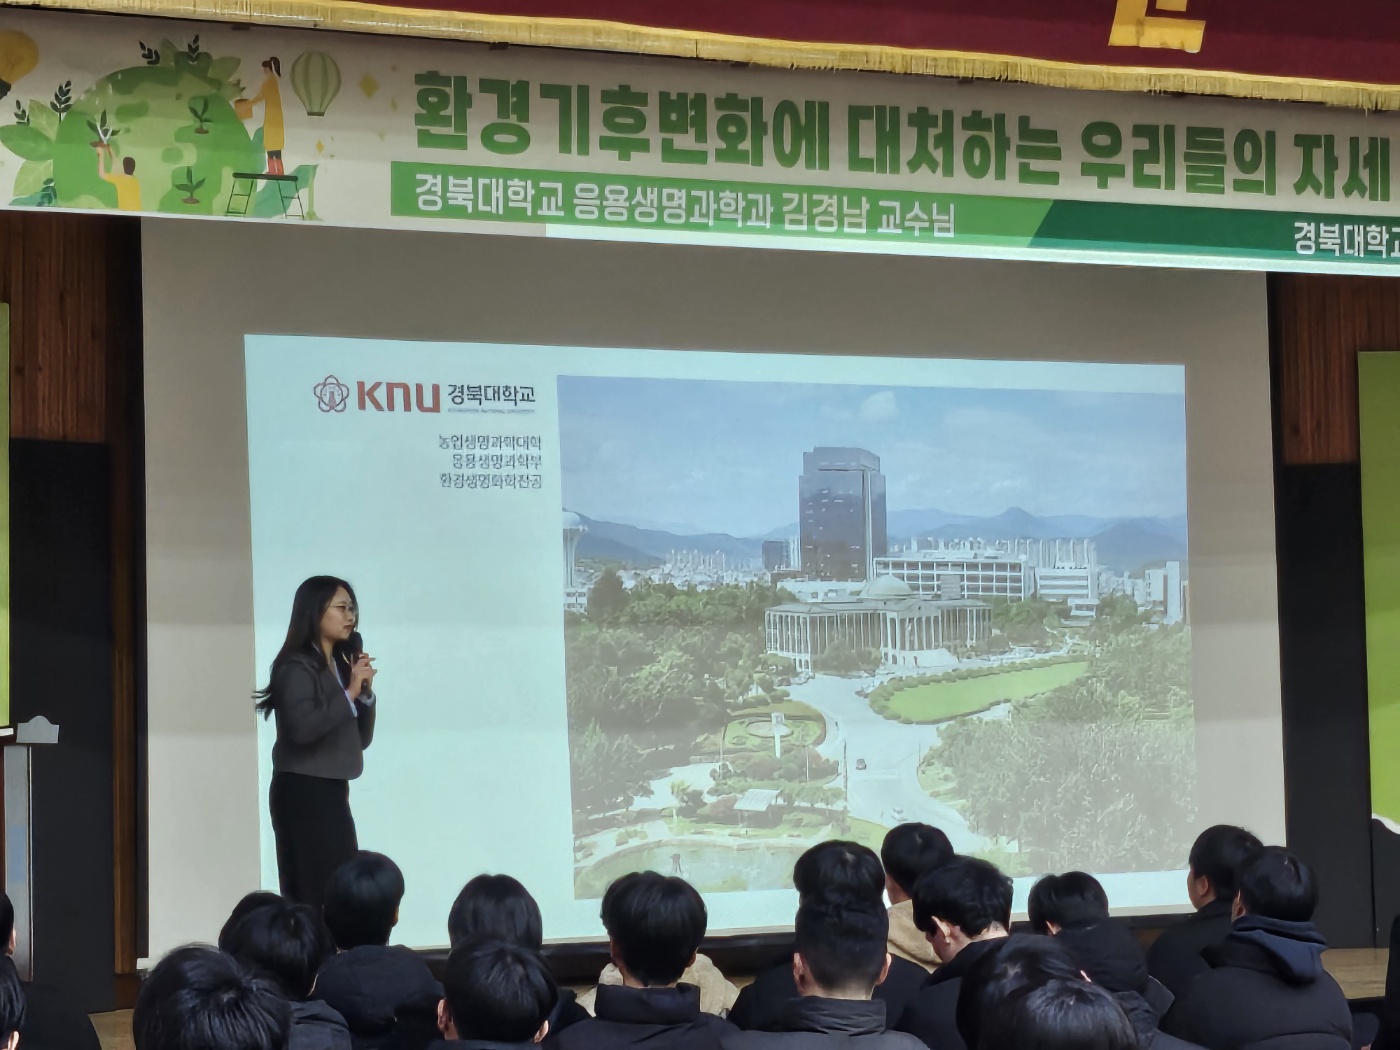 환경기후변화에 대처하는 우리들의 자세
경북대학교 응용생명과학과 김경남 교수님
경북대학교
KNU 경북대학교
농업생명과학대학
응용생명과학부
환경생명화학전공